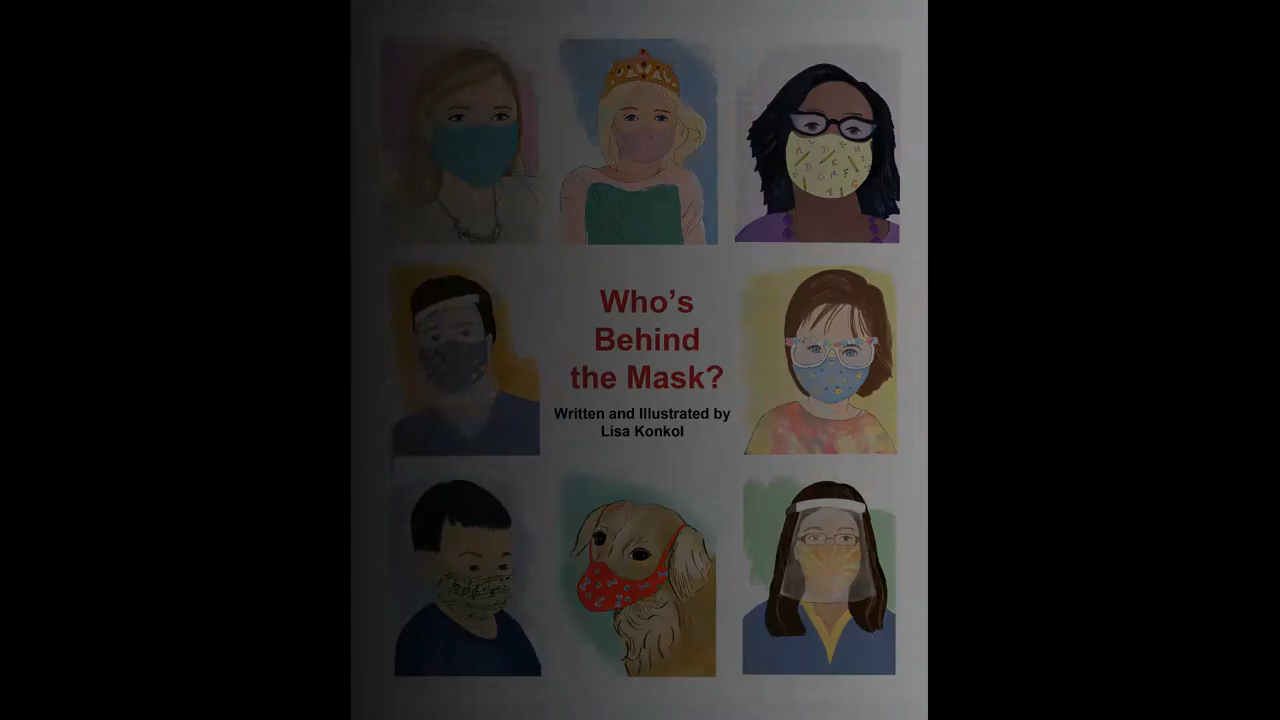 Who's
Behind
the Mask?
Written and Illustrated by
Lisa Konkol